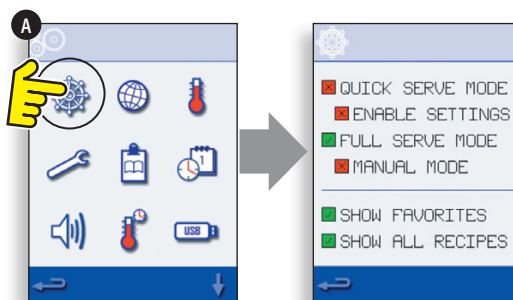 A
1
USB
QUICK SERVE MODE
ENABLE SETTINGS
FULL SERVE MODE
MANUAL MODE
SHOW FAVORITES
SHOW ALL RECIPES